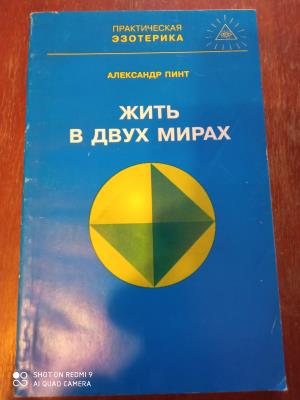 ПРАКТИЧЕСКАЯ
ЭЗОТЕРИКА
АЛЕКСАНДР ПИНТ
ЖИТЬ
В ДВУХ МИРАХ
SHOT ON REDMI 9
AI QUAD CAMERA